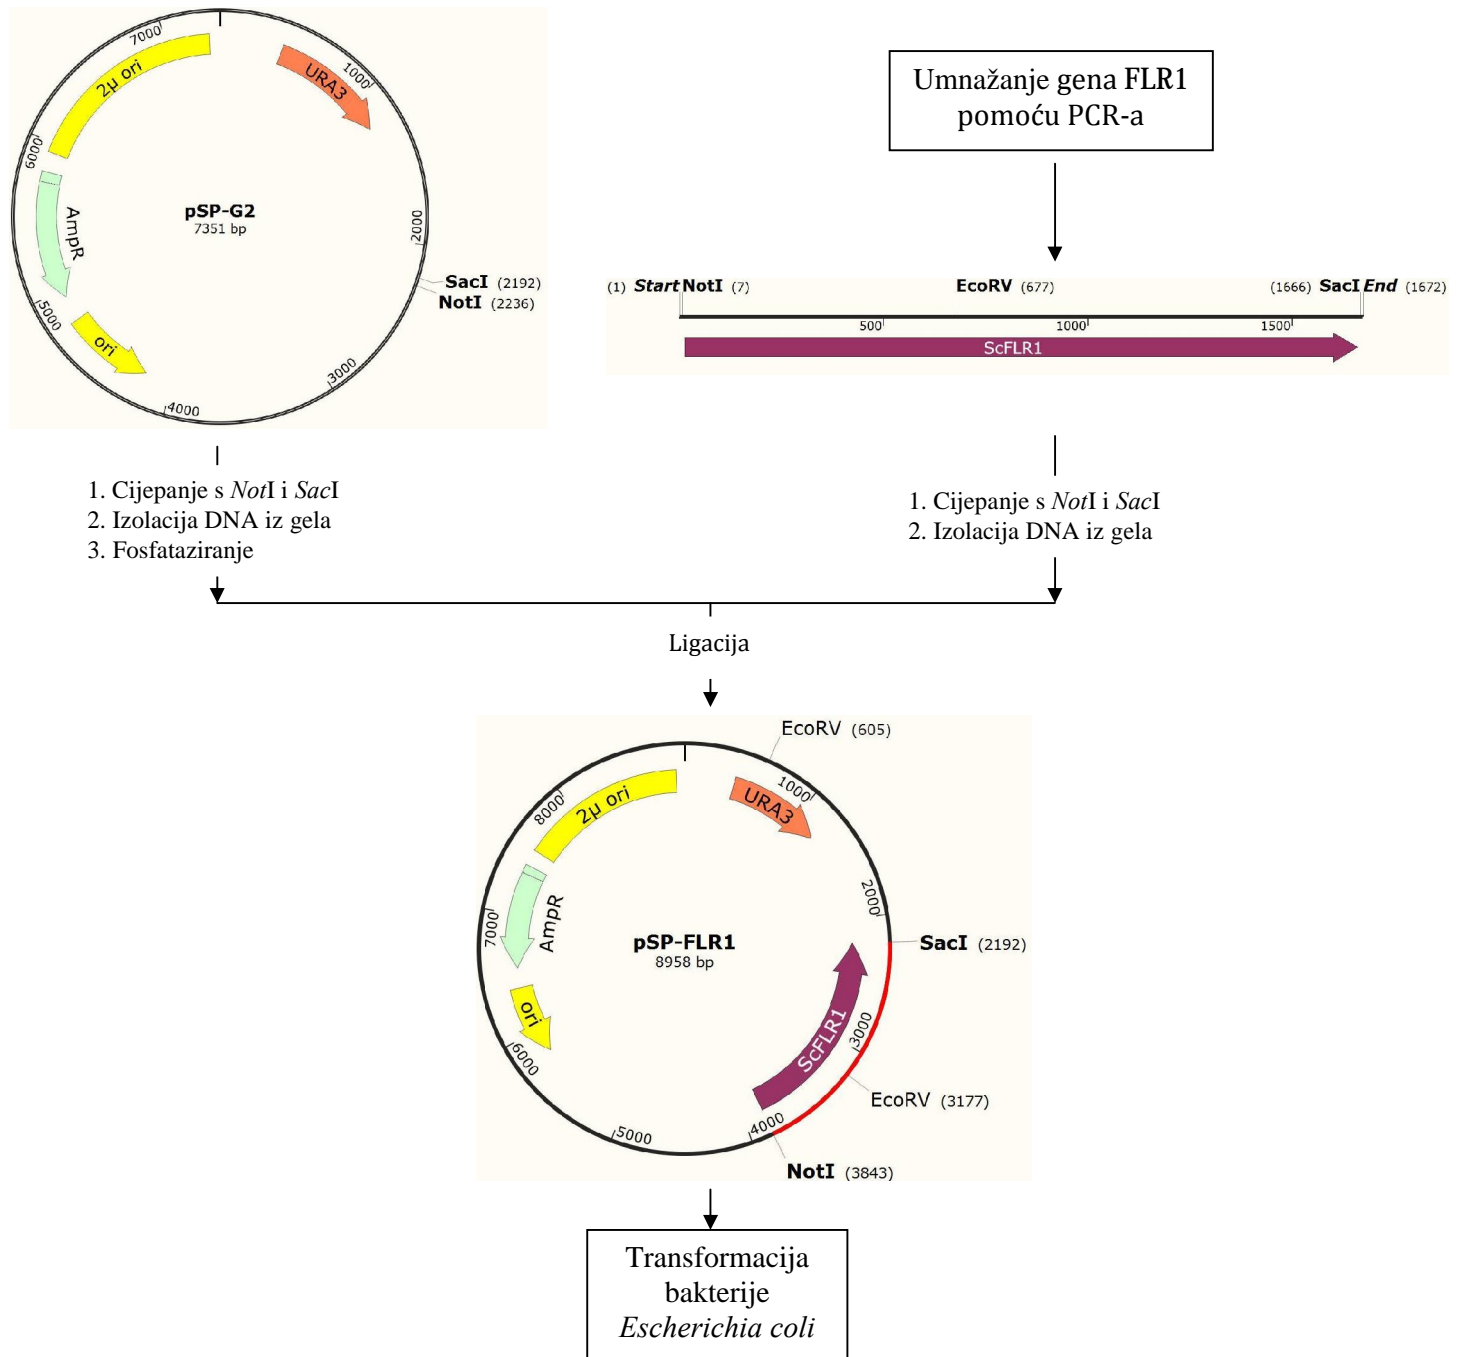 7000
2μ ori
URA3
1000
6000
AmpR
pSP-G2
7351 bp
2000
SacI (2192)
NotI (2236)
5000
ori
3000
4000
Umnažanje gena FLR1
pomoću PCR-a
(1) Start NotI (7) EcoRV (677) (1666) SacI End (1672)
500 1000 1500
ScFLR1
1. Cijepanje s NotI i SacI
2. Izolacija DNA iz gela
3. Fosfataziranje
1. Cijepanje s NotI i SacI
2. Izolacija DNA iz gela
Ligacija
EcoRV (605)
1000
URA3
8000
2μ ori
2000
7000
AmpR
pSP-FLR1
8958 bp
SacI (2192)
ori
6000
ScFLR1
3000
EcoRV (3177)
5000
4000
NotI (3843)
Transformacija
bakterije
Escherichia coli